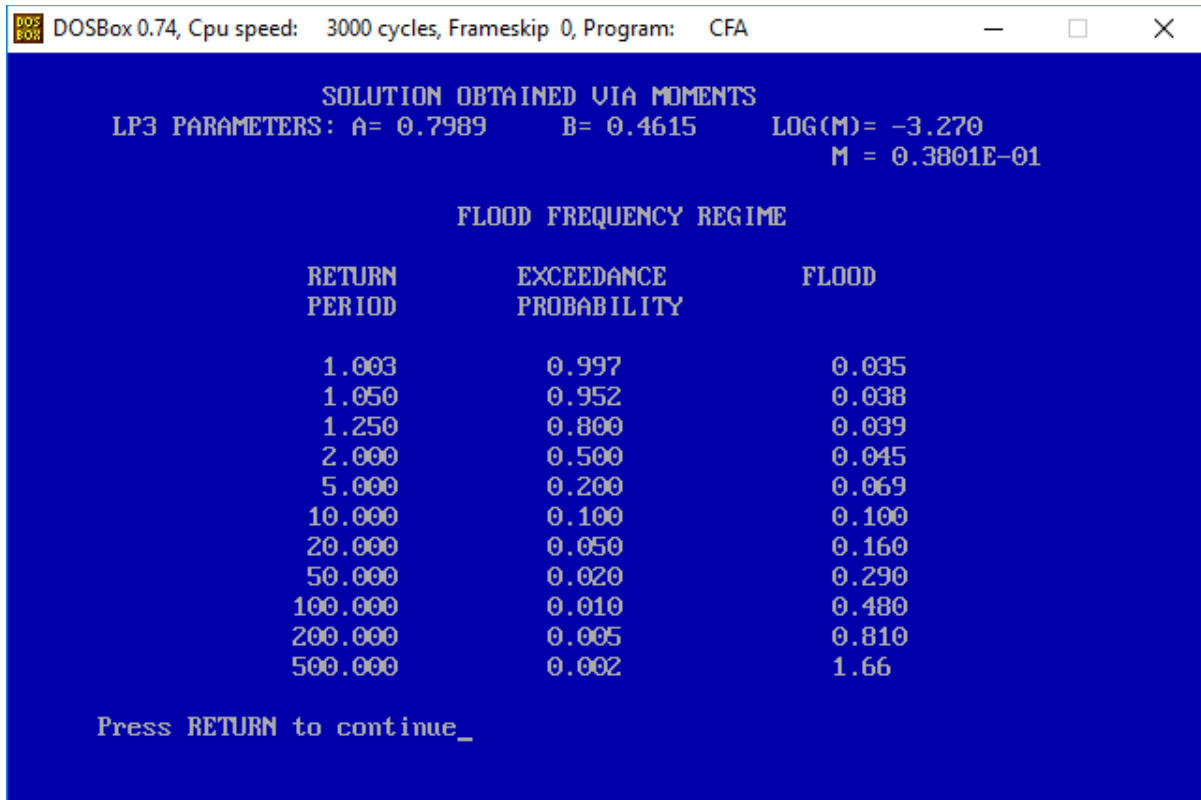 DOSBox 0.74, Cpu speed: 3000 cycles, Frameskip 0, Program: CFA
SOLUTION OBTAINED VIA MOMENTS
LP3 PARAMETERS: A= 0.7989 B= 0.4615 LOG(M)= -3.270
M = 0.3801E-01
FLOOD FREQUENCY REGIME
RETURN EXCEEDANCE FLOOD
PERIOD PROBABILITY
1.003 0.997 0.035
1.050 0.952 0.038
1.250 0.800 0.039
2.000 0.500 0.045
5.000 0.200 0.069
10.000 0.100 0.100
20.000 0.050 0.160
50.000 0.020 0.290
100.000 0.010 0.480
200.000 0.005 0.810
500.000 0.002 1.66
Press RETURN to continue_